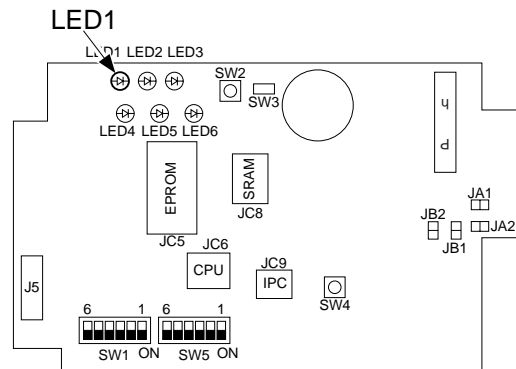 LED1
LED1 LED2 LED3
SW2
SW3
LED4 LED5 LED6
EPROM
SRAM
JC5
JC8
JA1
JB2
JA2
JB1
JC6
CPU
JC9
IPC
J5
SW4
6 1 6 1
SW1 ON SW5 ON